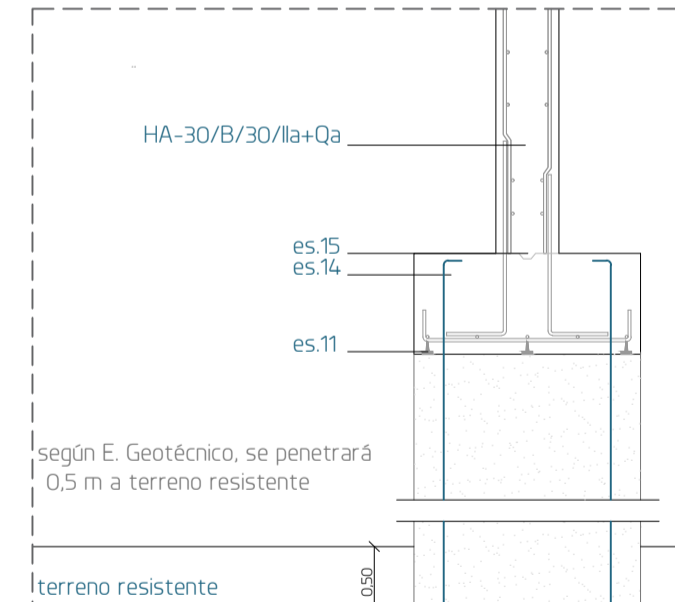 HA-30/B/30/IIa+Qa
es.15
es.14
es.11
según E. Geotécnico, se penetrará
0,5 m a terreno resistente
0.50
terreno resistente